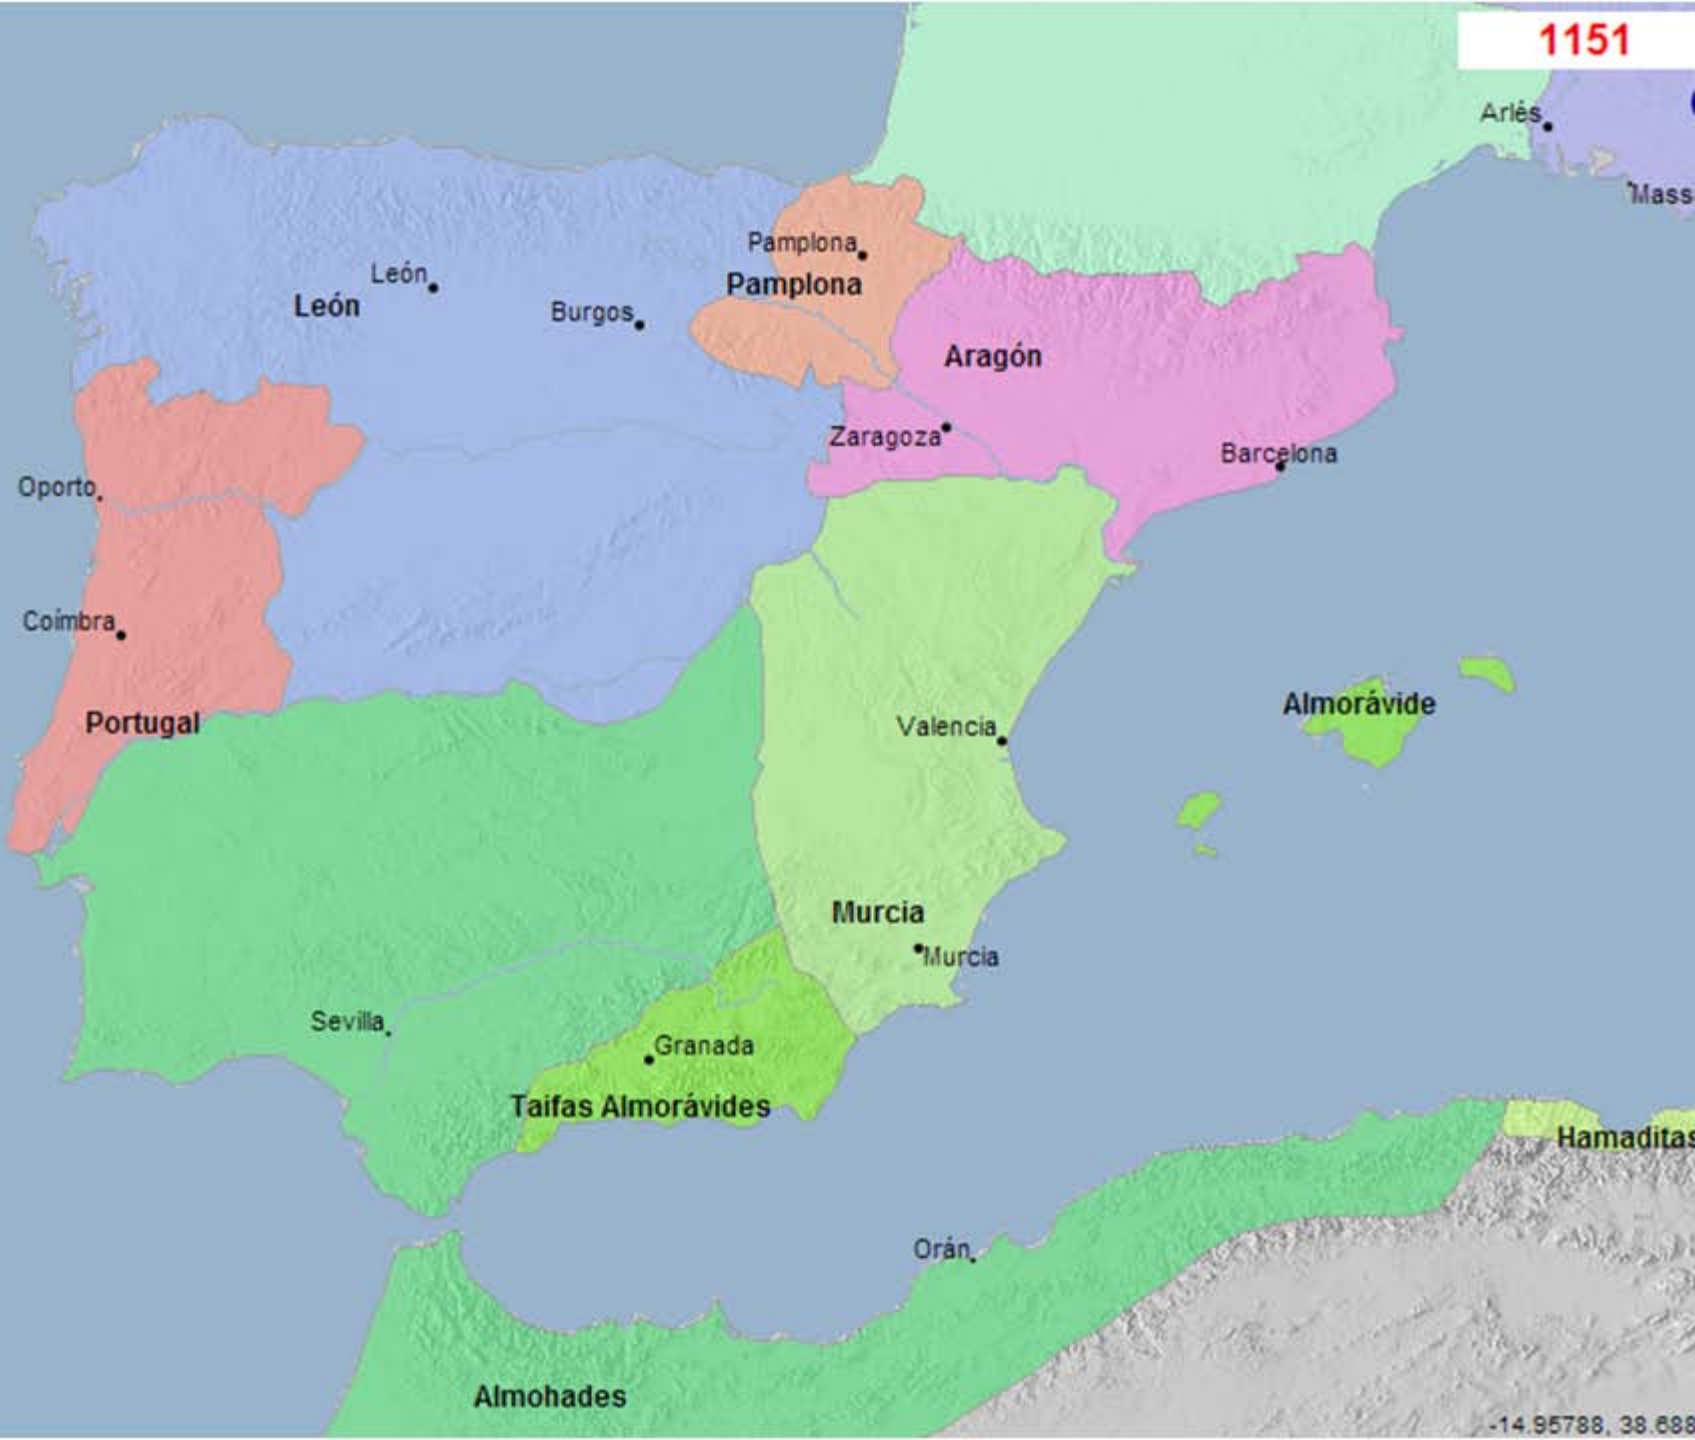 1151
Arlés
Mass
Pamplona
Pamplona
León
León
Burgos
Aragón
Zaragoza
Barcelona
Oporto
Coímbra
Portugal
Almorávide
Valencia
Murcia
Murcia
Sevilla
Granada
Taifas Almorávides
Hamaditas
Orán
Almohades
-14.95788, 38.688